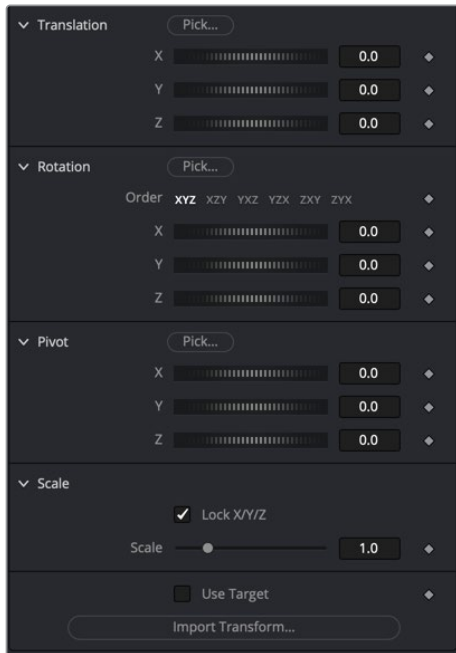 Translation Pick...
X 0.0
Y 0.0
Z 0.0
Rotation Pick...
Order XYZ XZY YXZ YZX ZXY ZYX
X 0.0
Y 0.0
Z 0.0
Pivot Pick...
X 0.0
Y 0.0
Z 0.0
Scale
Lock X/Y/Z
Scale 1.0
Use Target
Import Transform...